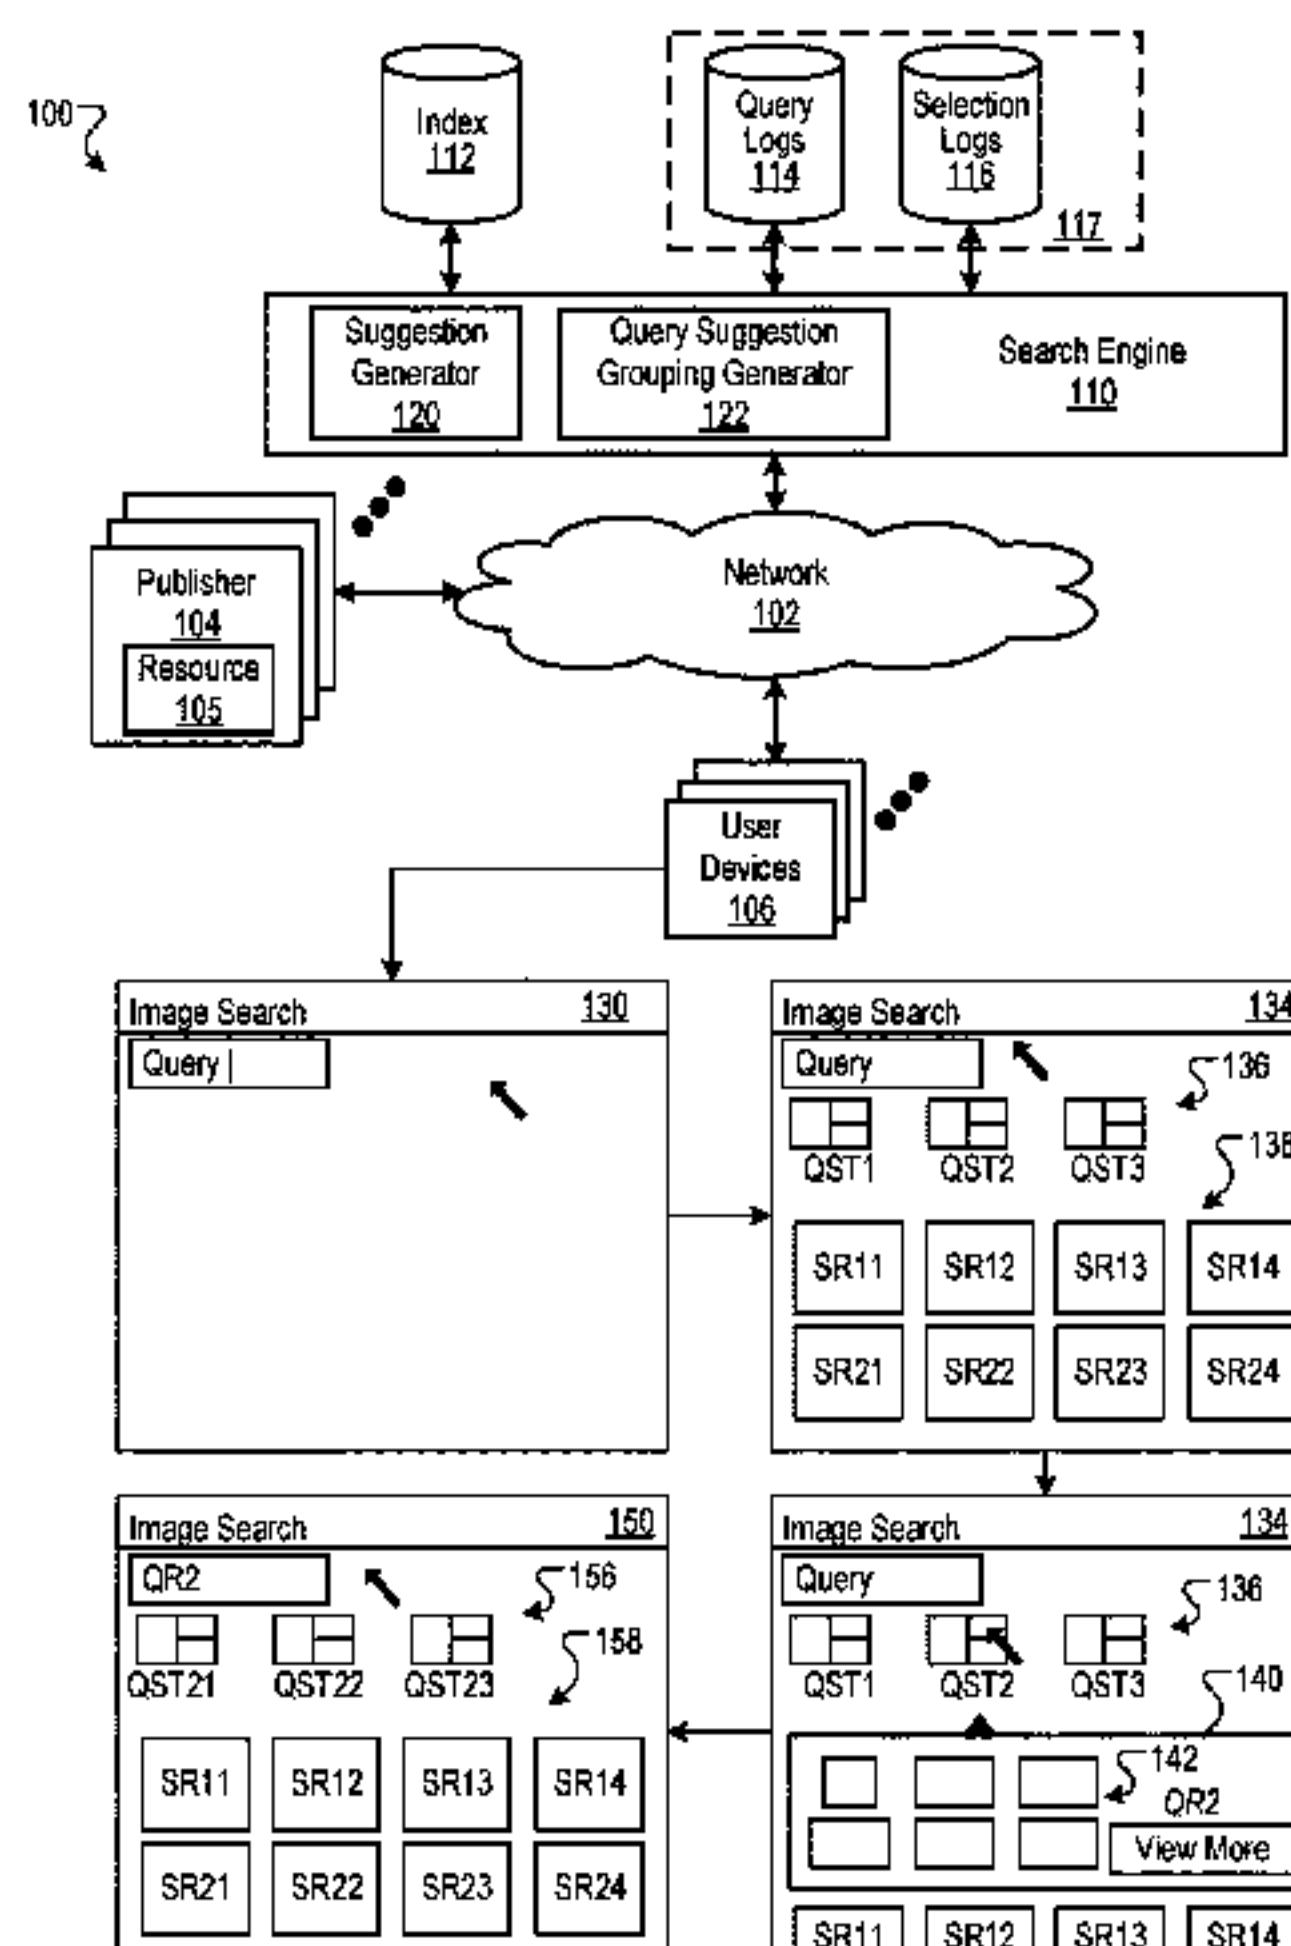 100
Index
112
Query
Logs
114
Selection
Logs
116
117
Suggestion
Generator
120
Query Suggestion
Grouping Generator
122
Search Engine
110
Publisher
104
Resource
105
Network
102
User
Devices
106
Image Search 130
Query |
Image Search 134
Query
136
QST1 QST2 QST3
138
SR11 SR12 SR13 SR14
SR21 SR22 SR23 SR24
Image Search 150
QR2
156
QST21 QST22 QST23
158
SR11 SR12 SR13 SR14
SR21 SR22 SR23 SR24
Image Search 134
Query
136
QST1 QST2 QST3
140
142
QR2
View More
SR11 SR12 SR13 SR14